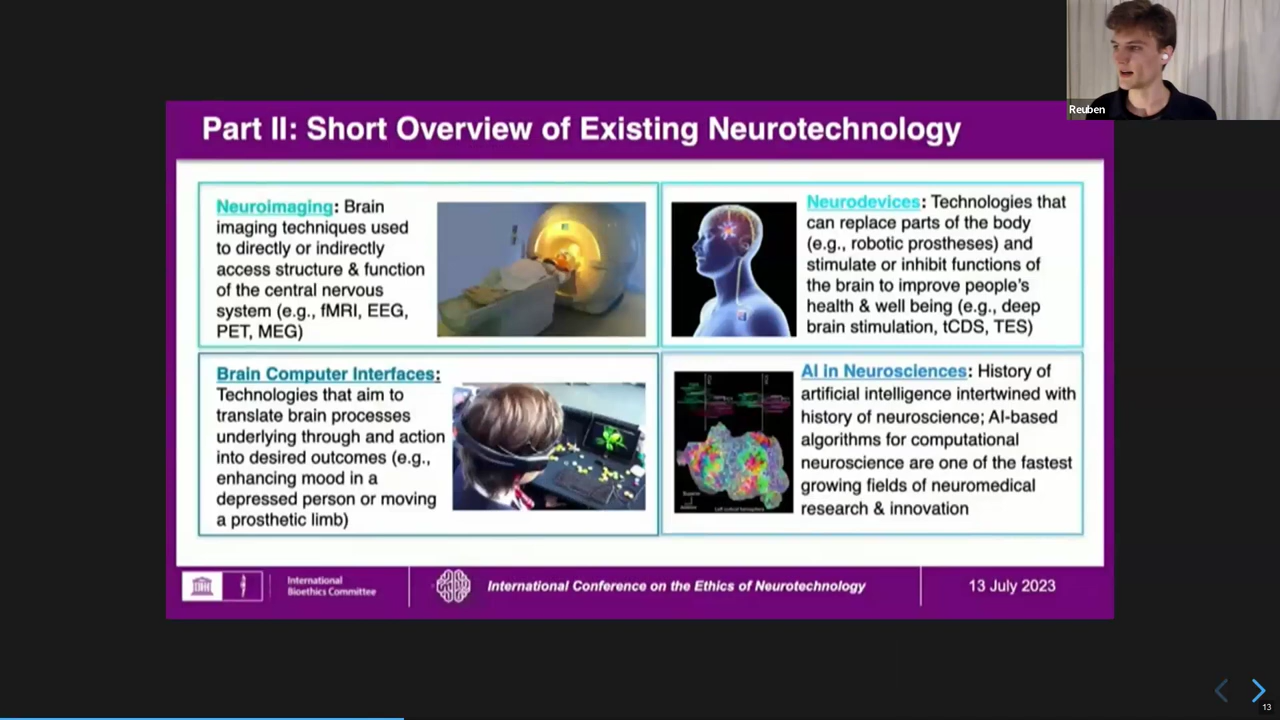 Reuben
Part II: Short Overview of Existing Neurotechnology
Neuroimaging: Brain
imaging techniques used
to directly or indirectly
access structure & function
of the central nervous
system (e.g., fMRI, EEG,
PET, MEG)
Neurodevices: Technologies that
can replace parts of the body
(e.g., robotic prostheses) and
stimulate or inhibit functions of
the brain to improve people's
health & well being (e.g., deep
brain stimulation, tCDS, TES)
Brain Computer Interfaces:
Technologies that aim to
translate brain processes
underlying through and action
into desired outcomes (e.g.,
enhancing mood in a
depressed person or moving
a prosthetic limb)
AI in Neurosciences: History of
artificial intelligence intertwined with
history of neuroscience; AI-based
algorithms for computational
neuroscience are one of the fastest
growing fields of neuromedical
research & innovation
International
Bioethics Committee
International Conference on the Ethics of Neurotechnology
13 July 2023
13